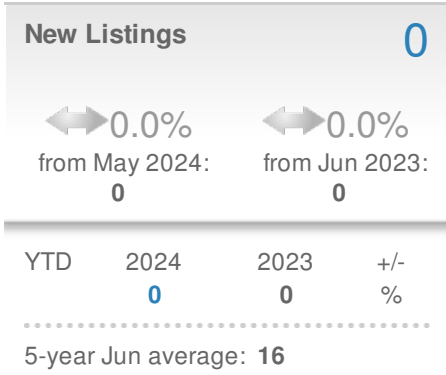 New Listings 0
0.0% 0.0%
from May 2024: from Jun 2023:
0 0
YTD 2024 2023 +/-
0 0 %
5-year Jun average: 16